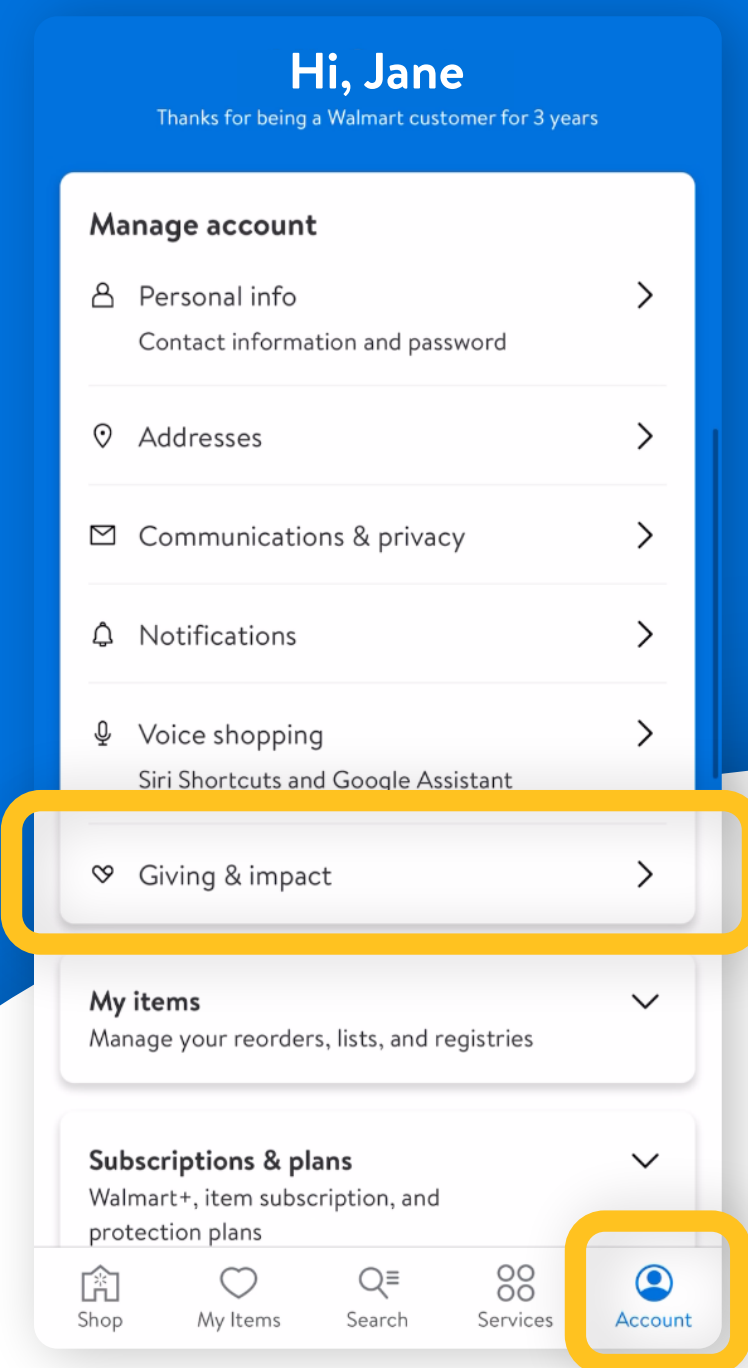 Hi, Jane
Thanks for being a Walmart customer for 3 years
Manage account
Personal info
Contact information and password
Addresses
Communications & privacy
Notifications
Voice shopping
Siri Shortcuts and Google Assistant
Giving & impact
My items
Manage your reorders, lists, and registries
Subscriptions & plans
Walmart+, item subscription, and
protection plans
Shop
My Items
Search
Services
Account